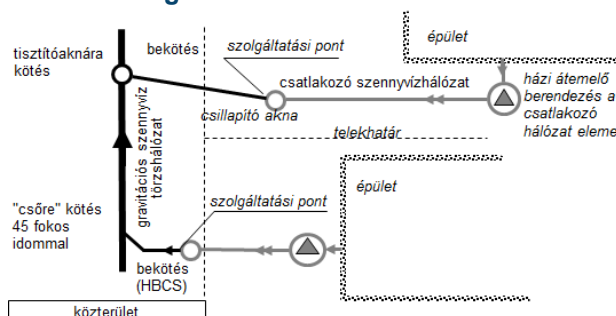 tisztítóaknára
kötés
bekötés
szolgáltatási pont
épület
csatlakozó szennyvízhálózat
csillapító akna
házi átemelő
berendezés a
csatlakozó
hálózat eleme
telekhatár
gravitációs szennyvíz
törzshálózat
"csőre" kötés
45 fokos
idommal
szolgáltatási pont
épület
bekötés
(HBCS)
közterület